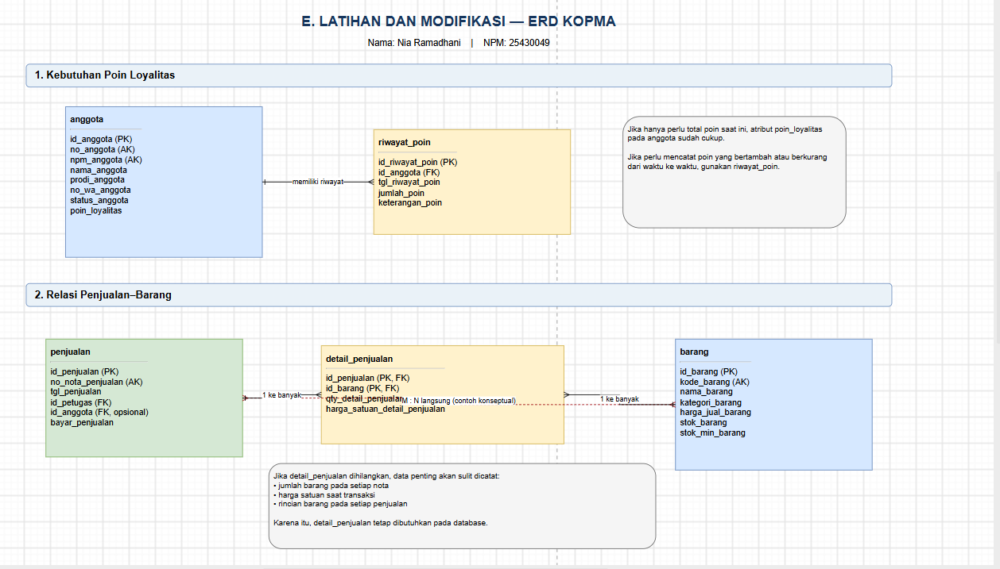 E. LATIHAN DAN MODIFIKASI — ERD KOPMA
Nama: Nia Ramadhani | NPM: 25430049
1. Kebutuhan Poin Loyalitas
anggota
id_anggota (PK)
no_anggota (AK)
npm_anggota (AK)
nama_anggota
prodi_anggota
no_wa_anggota
status_anggota
poin_loyalitas
memiliki riwayat
riwayat_poin
id_riwayat_poin (PK)
id_anggota (FK)
tgl_riwayat_poin
jumlah_poin
keterangan_poin
Jika hanya perlu total poin saat ini, atribut poin_loyalitas
pada anggota sudah cukup.
Jika perlu mencatat poin yang bertambah atau berkurang
dari waktu ke waktu, gunakan riwayat_poin.
2. Relasi Penjualan–Barang
penjualan
id_penjualan (PK)
no_nota_penjualan (AK)
tgl_penjualan
id_petugas (FK)
id_anggota (FK, opsional)
bayar_penjualan
1 ke banyak
detail_penjualan
id_penjualan (PK, FK)
id_barang (PK, FK)
qty_detail_penjualan
M : N langsung (contoh konseptual)
harga_satuan_detail_penjualan
1 ke banyak
barang
id_barang (PK)
kode_barang (AK)
nama_barang
kategori_barang
harga_jual_barang
stok_barang
stok_min_barang
Jika detail_penjualan dihilangkan, data penting akan sulit dicatat:
• jumlah barang pada setiap nota
• harga satuan saat transaksi
• rincian barang pada setiap penjualan
Karena itu, detail_penjualan tetap dibutuhkan pada database.